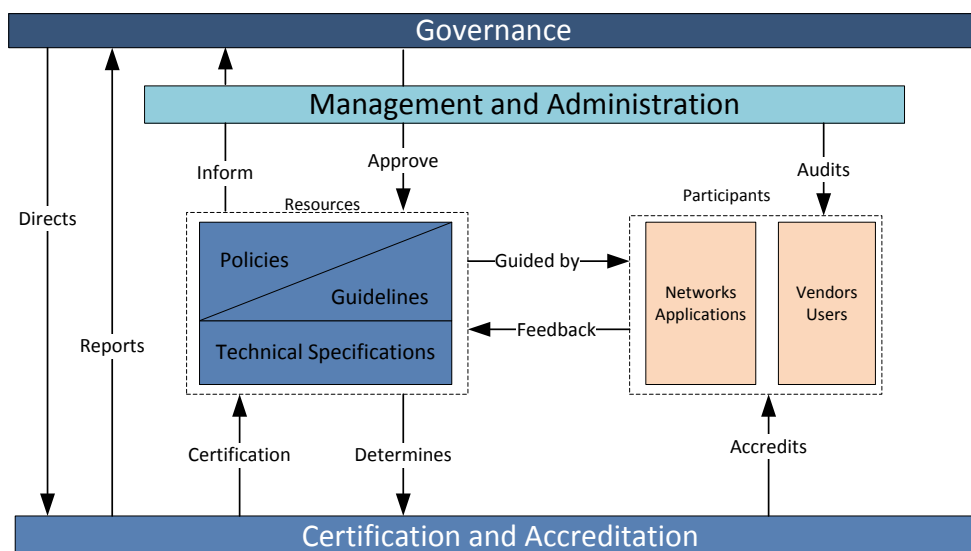 Governance
Management and Administration
Inform
Approve
Audits
Directs
Resources
Participants
Policies
Guidelines
Technical Specifications
Guided by
Feedback
Networks
Applications
Vendors
Users
Reports
Certification
Determines
Accredits
Certification and Accreditation